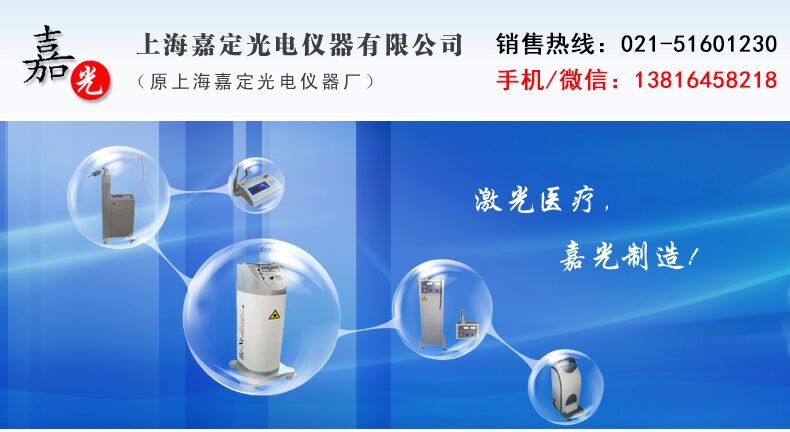 嘉光
上海嘉定光电仪器有限公司
（原上海嘉定光电仪器厂）
销售热线：021-51601230
手机/微信：13816458218
激光医疗，
嘉光制造！